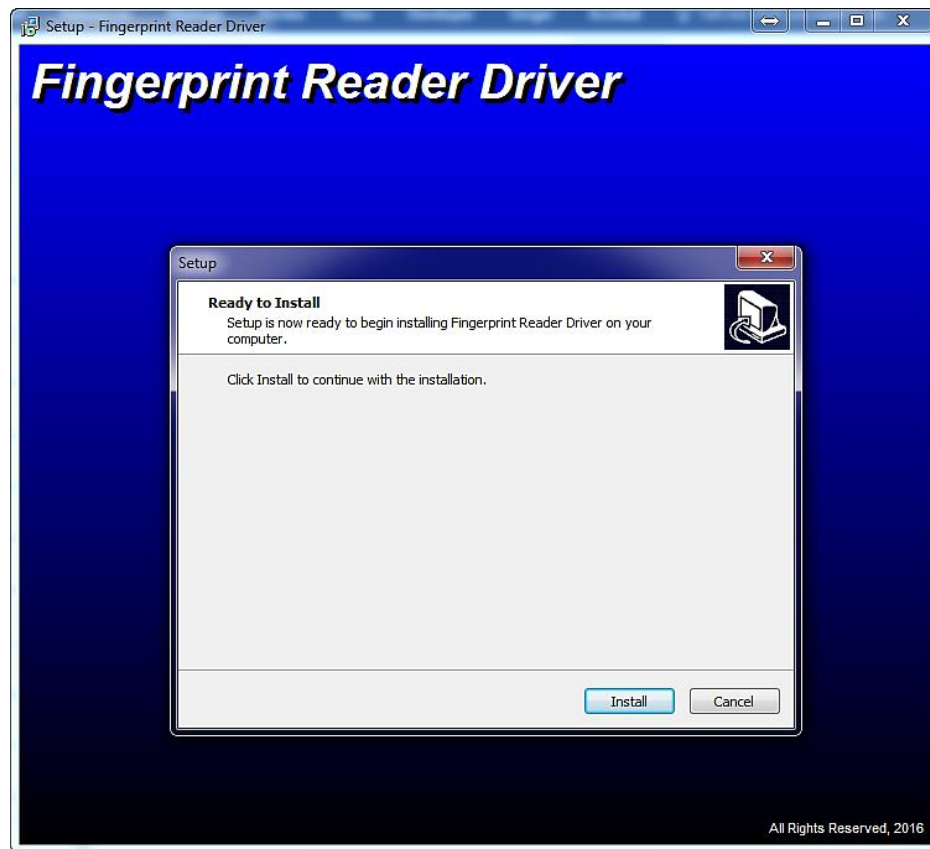 Setup - Fingerprint Reader Driver
Fingerprint Reader Driver
Setup
Ready to Install
Setup is now ready to begin installing Fingerprint Reader Driver on your
computer.
Click Install to continue with the installation.
Install
Cancel
All Rights Reserved, 2016